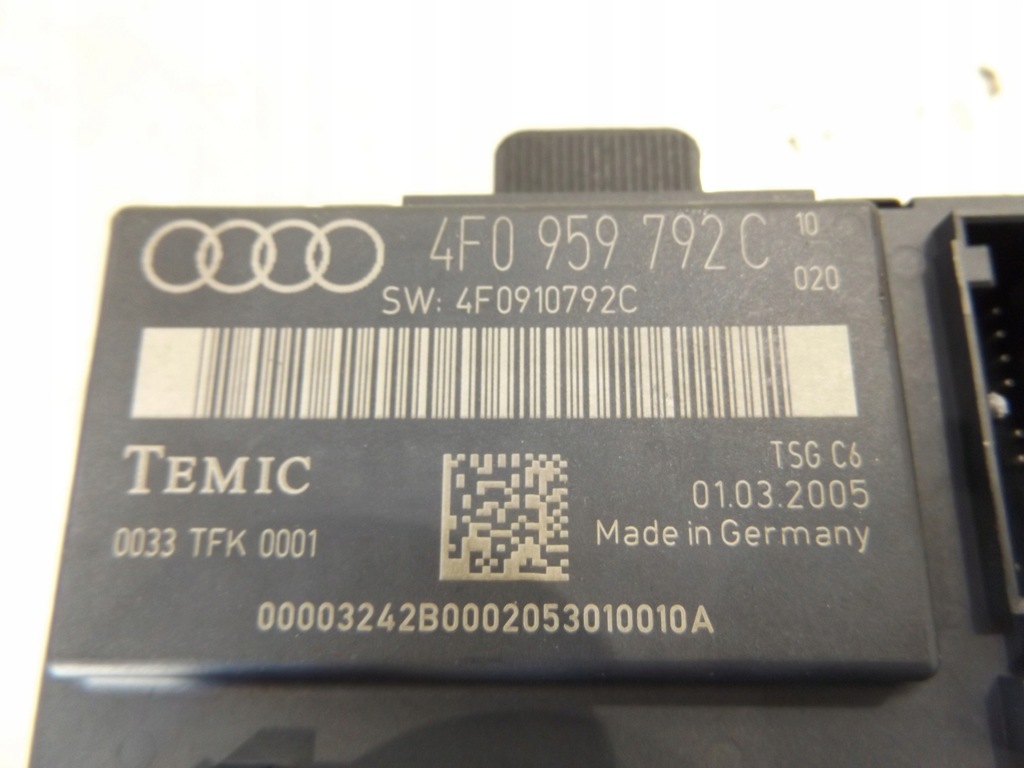 4F0 959 792 C 10
020
SW: 4F0910792C
TEMIC
TSG C6
01.03.2005
0033 TFK 0001
Made in Germany
00003242B0002053010010A